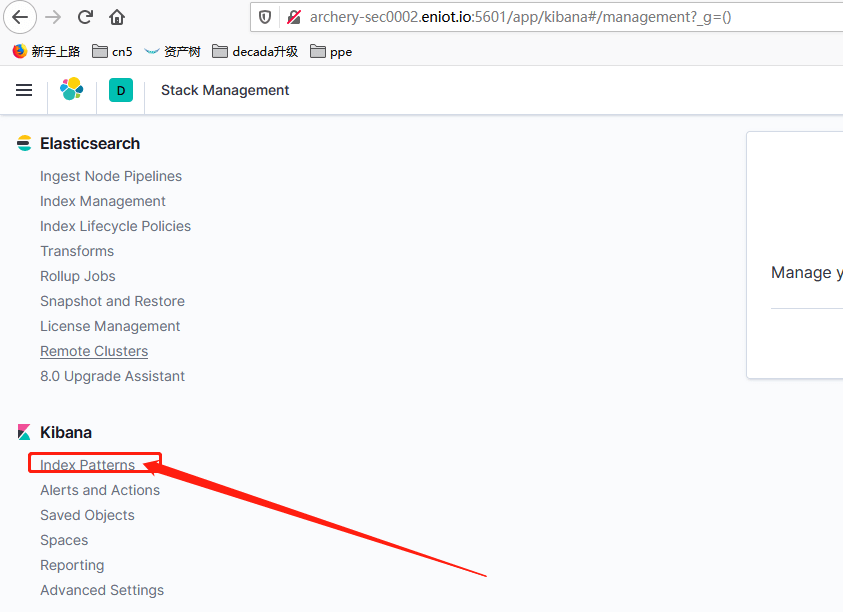 archery-sec0002.eniot.io:5601/app/kibana#/management?_g=()
新手上路 cn5 资产树 decada升级 ppe
D Stack Management
Elasticsearch
Ingest Node Pipelines
Index Management
Index Lifecycle Policies
Transforms
Rollup Jobs
Snapshot and Restore
License Management
Remote Clusters
8.0 Upgrade Assistant
Manage y
Kibana
Index Patterns
Alerts and Actions
Saved Objects
Spaces
Reporting
Advanced Settings